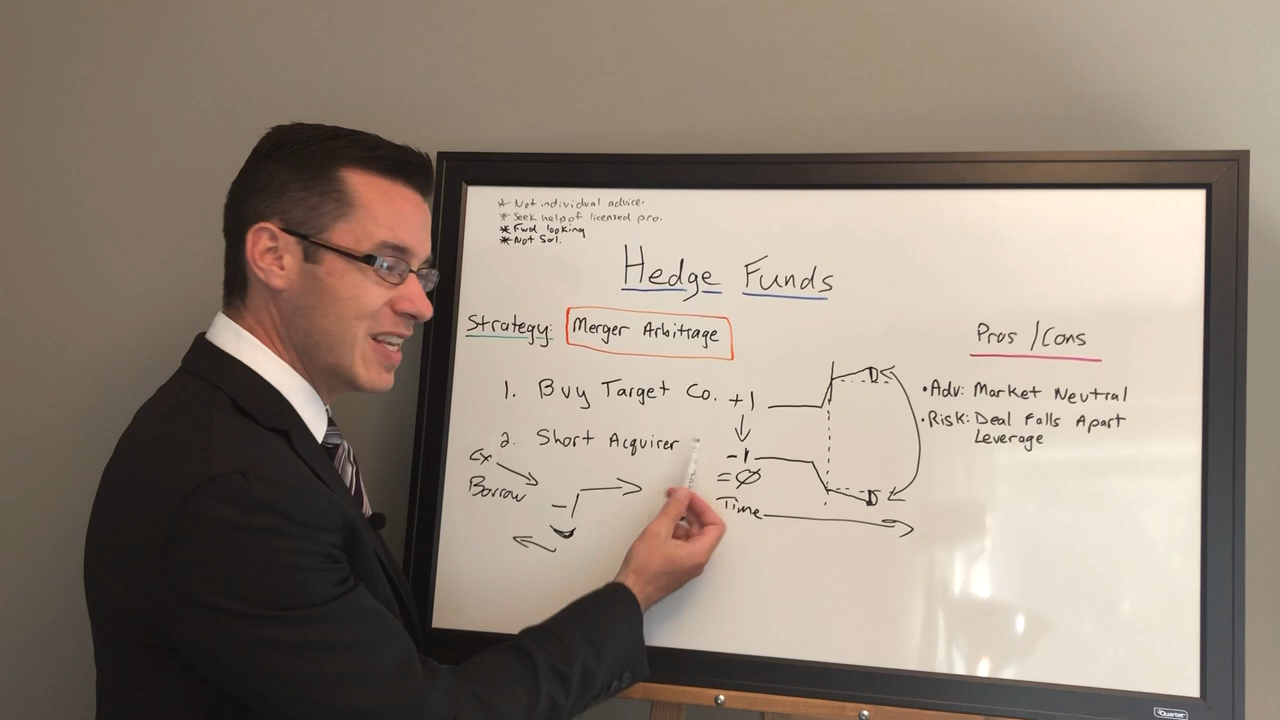 * Not individual advice.
* Seek help of licensed pro.
* Fwd looking
* Not Sol.
Hedge Funds
Strategy: Merger Arbitrage
1. Buy Target Co. +1
2. Short Acquirer
-1
= Ø
Borrow
-1
Time
D
D
Pros / Cons
• Adv: Market Neutral
• Risk: Deal Falls Apart
Leverage
Quartet